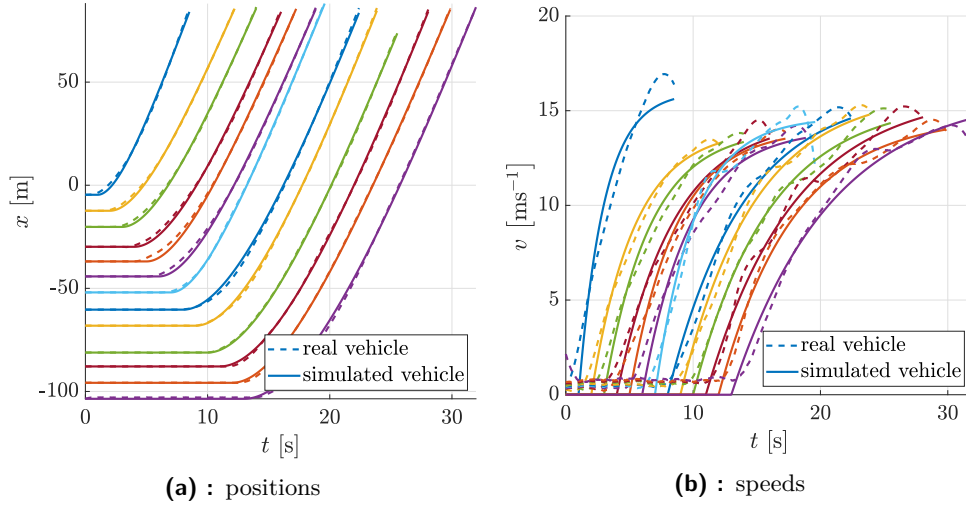 50
0
-50
-100
x [m]
0
10
20
30
t [s]
real vehicle
simulated vehicle
(a) : positions
20
15
10
5
0
v [ms⁻¹]
0
10
20
30
t [s]
real vehicle
simulated vehicle
(b) : speeds